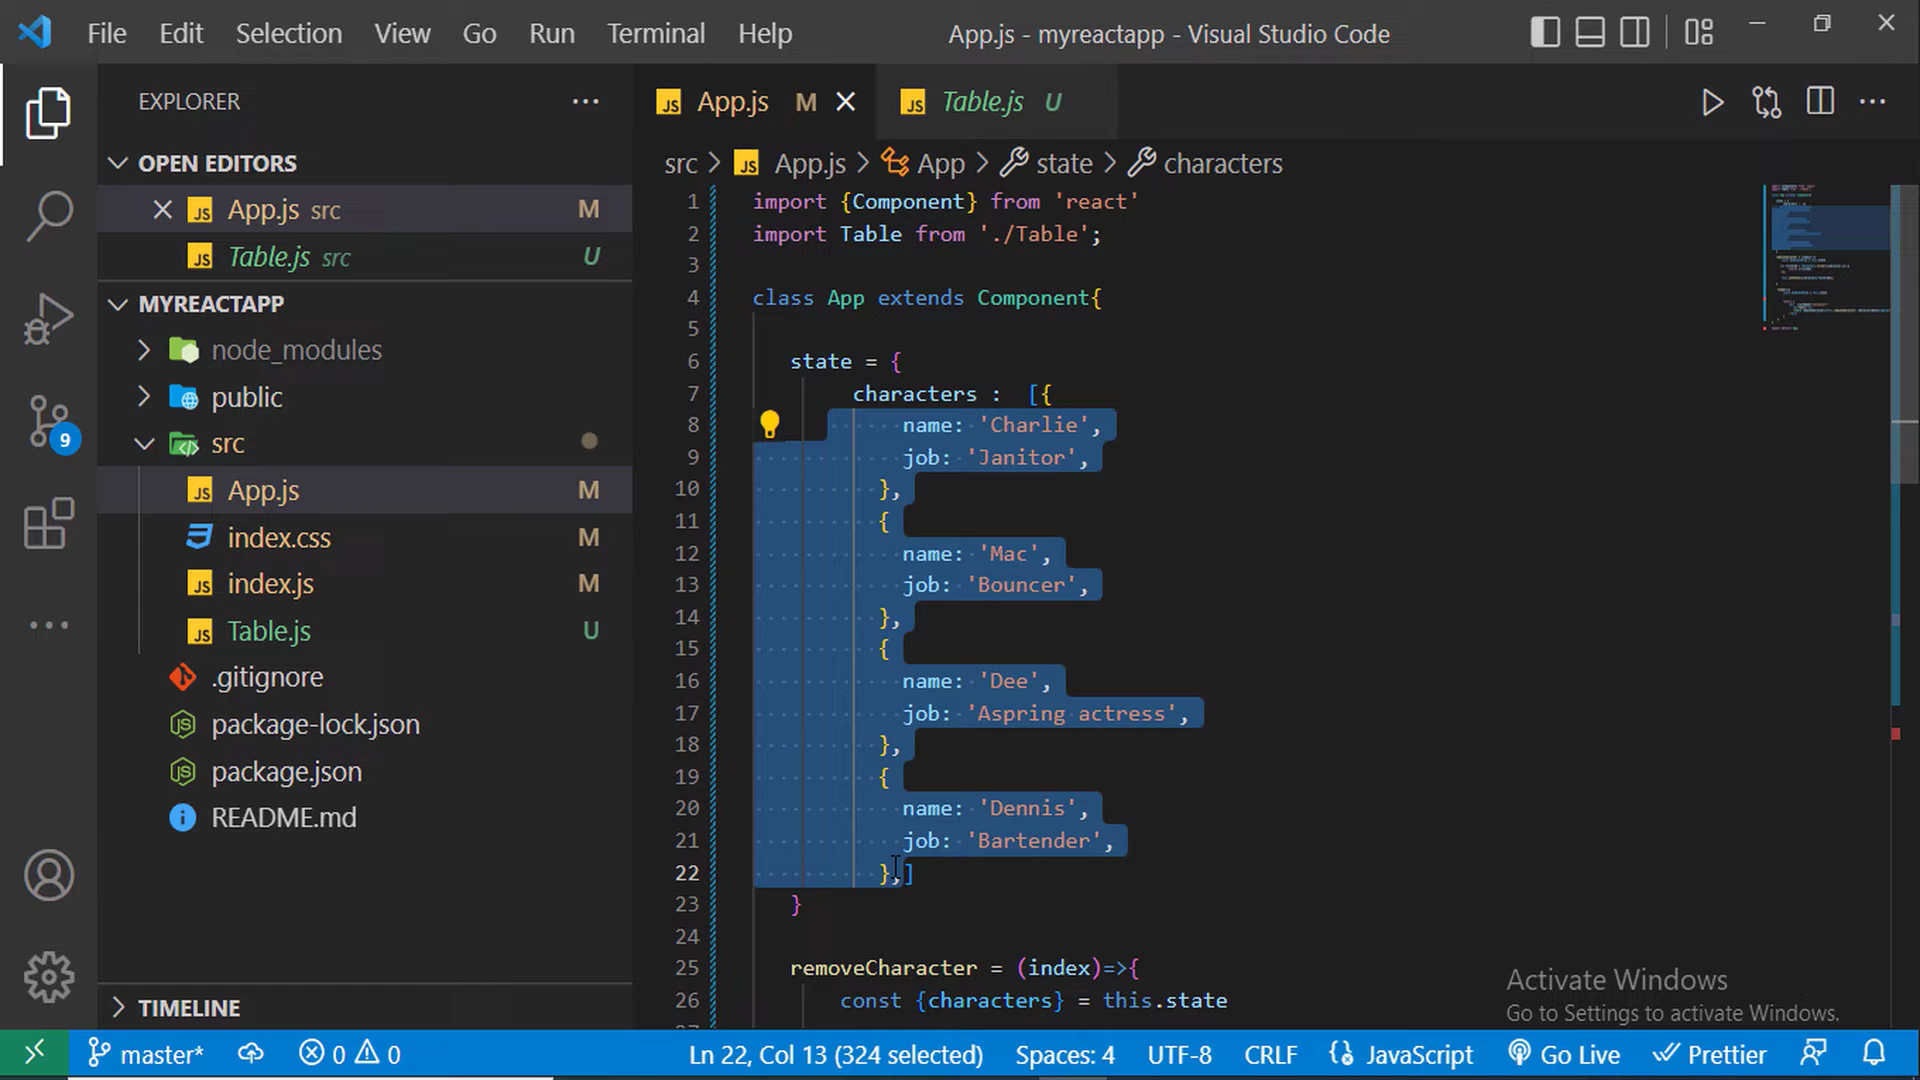 File Edit Selection View Go Run Terminal Help App.js - myreactapp - Visual Studio Code
EXPLORER
OPEN EDITORS
App.js src M
Table.js src U
MYREACTAPP
node_modules
public
src
App.js M
index.css M
index.js M
Table.js U
.gitignore
package-lock.json
package.json
README.md
TIMELINE
9
App.js M
Table.js U
src > App.js > App > state > characters
1 import {Component} from 'react'
2 import Table from './Table';
3
4 class App extends Component{
5
6 state = {
7 characters : [{
8 name: 'Charlie',
9 job: 'Janitor',
10 },
11 {
12 name: 'Mac',
13 job: 'Bouncer',
14 },
15 {
16 name: 'Dee',
17 job: 'Aspring actress',
18 },
19 {
20 name: 'Dennis',
21 job: 'Bartender',
22 },]
23 }
24
25 removeCharacter = (index)=>{
26 const {characters} = this.state
Activate Windows
Go to Settings to activate Windows.
master* 0 0 Ln 22, Col 13 (324 selected) Spaces: 4 UTF-8 CRLF JavaScript Go Live Prettier